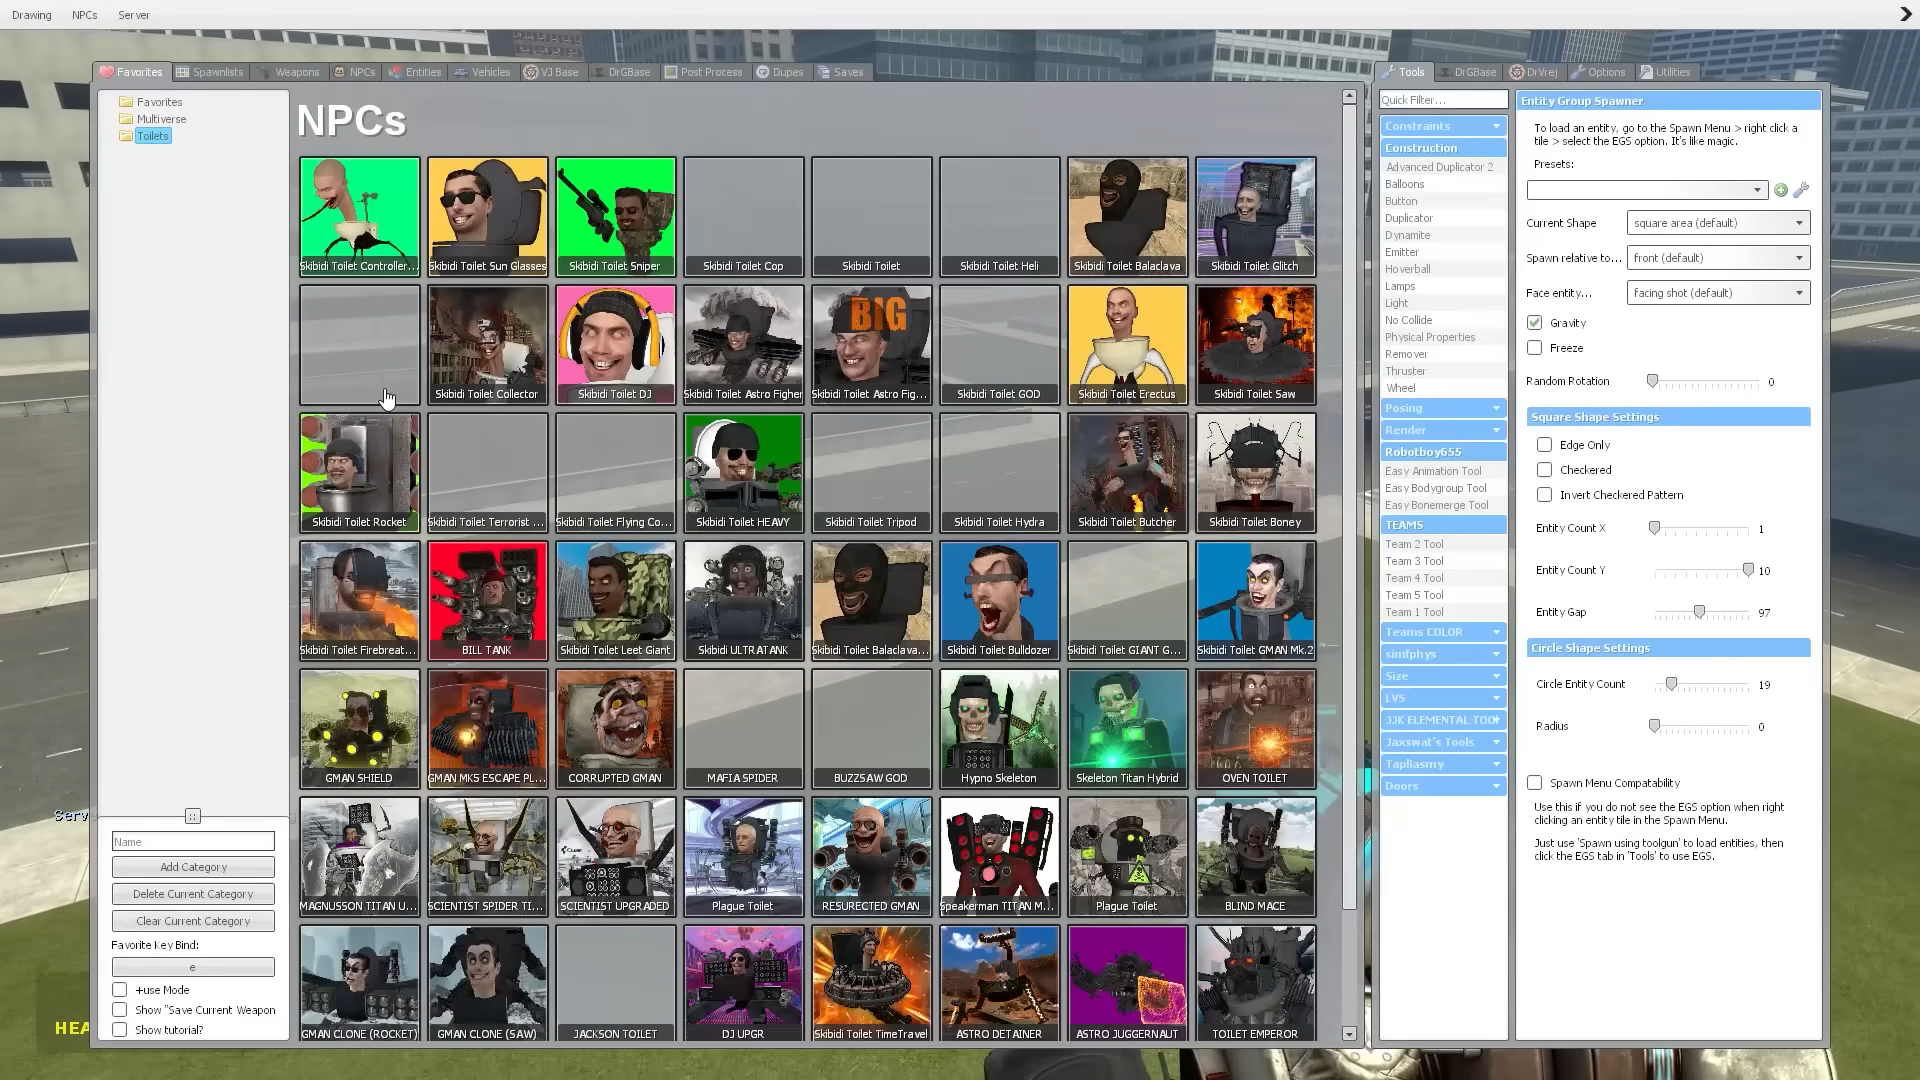 Drawing NPCs Server
Favorites Spawnlists Weapons NPCs Entities Vehicles VJ Base DrGBase Post Process Dupes Saves
Favorites
Multiverse
Toilets
NPCs
Skibidi Toilet Controller... Skibidi Toilet Sun Glasses Skibidi Toilet Sniper Skibidi Toilet Cop Skibidi Toilet Skibidi Toilet Heli Skibidi Toilet Balaclava Skibidi Toilet Glitch
BIG
Skibidi Toilet Collector Skibidi Toilet DJ Skibidi Toilet Astro Figher Skibidi Toilet Astro Fig... Skibidi Toilet GOD Skibidi Toilet Erectus Skibidi Toilet Saw
Skibidi Toilet Rocket Skibidi Toilet Terrorist ... Skibidi Toilet Flying Co... Skibidi Toilet HEAVY Skibidi Toilet Tripod Skibidi Toilet Hydra Skibidi Toilet Butcher Skibidi Toilet Boney
Skibidi Toilet Firebreat... BILL TANK Skibidi Toilet Leet Giant Skibidi ULTRATANK Skibidi Toilet Balaclava... Skibidi Toilet Bulldozer Skibidi Toilet GIANT G... Skibidi Toilet GMAN Mk.2
GMAN SHIELD GMAN MK5 ESCAPE PL... CORRUPTED GMAN MAFIA SPIDER BUZZSAW GOD Hypno Skeleton Skeleton Titan Hybrid OVEN TOILET
MAGNUSSON TITAN U... SCIENTIST SPIDER TI... SCIENTIST UPGRADED Plague Toilet RESURECTED GMAN Speakerman TITAN M... Plague Toilet BLIND MACE
GMAN CLONE (ROCKET) GMAN CLONE (SAW) JACKSON TOILET DJ UPGR Skibidi Toilet TimeTravel ASTRO DETAINER ASTRO JUGGERNAUT TOILET EMPEROR
Serv
Name
Add Category
Delete Current Category
Clear Current Category
Favorite Key Bind:
e
+use Mode
Show "Save Current Weapon
Show tutorial?
HEA
Tools DrGBase DrVrej Options Utilities
Quick Filter...
Constraints
Construction
Advanced Duplicator 2
Balloons
Button
Duplicator
Dynamite
Emitter
Hoverball
Lamps
Light
No Collide
Physical Properties
Remover
Thruster
Wheel
Posing
Render
Robotboy655
Easy Animation Tool
Easy Bodygroup Tool
Easy Bonemerge Tool
TEAMS
Team 2 Tool
Team 3 Tool
Team 4 Tool
Team 5 Tool
Team 1 Tool
Teams COLOR
simfphys
Size
LVS
JJK ELEMENTAL TOO
Jaxswat's Tools
Tapliasmy
Doors
Entity Group Spawner
To load an entity, go to the Spawn Menu > right click a
tile > select the EGS option. It's like magic.
Presets:
Current Shape square area (default)
Spawn relative to... front (default)
Face entity... facing shot (default)
Gravity
Freeze
Random Rotation 0
Square Shape Settings
Edge Only
Checkered
Invert Checkered Pattern
Entity Count X 1
Entity Count Y 10
Entity Gap 97
Circle Shape Settings
Circle Entity Count 19
Radius 0
Spawn Menu Compatability
Use this if you do not see the EGS option when right
clicking an entity tile in the Spawn Menu.
Just use 'Spawn using toolgun' to load entities, then
click the EGS tab in 'Tools' to use EGS.